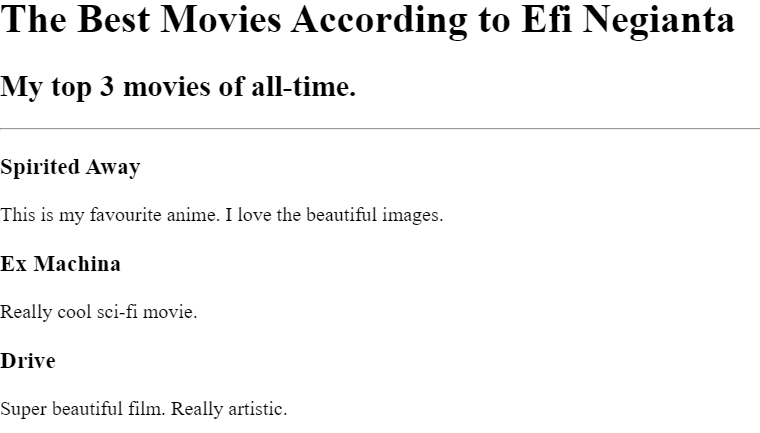 The Best Movies According to Efi Negianta
My top 3 movies of all-time.
Spirited Away
This is my favourite anime. I love the beautiful images.
Ex Machina
Really cool sci-fi movie.
Drive
Super beautiful film. Really artistic.